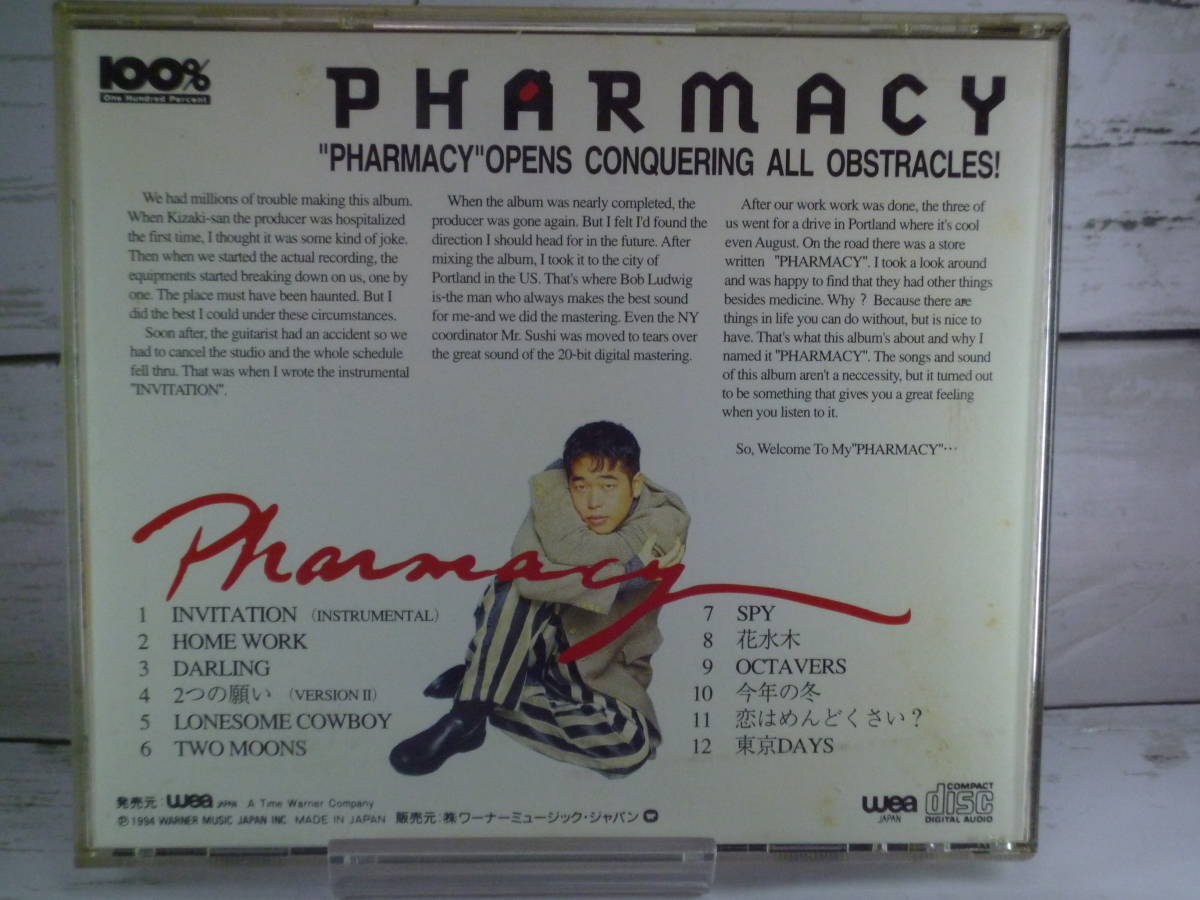 100%
One Hundred Percent
PHARMACY
"PHARMACY"OPENS CONQUERING ALL OBSTRACLES!
We had millions of trouble making this album.
When Kizaki-san the producer was hospitalized
the first time, I thought it was some kind of joke.
Then when we started the actual recording, the
equipments started breaking down on us, one by
one. The place must have been haunted. But I
did the best I could under these circumstances.
Soon after, the guitarist had an accident so we
had to cancel the studio and the whole schedule
fell thru. That was when I wrote the instrumental
"INVITATION".
When the album was nearly completed, the
producer was gone again. But I felt I'd found the
direction I should head for in the future. After
mixing the album, I took it to the city of
Portland in the US. That's where Bob Ludwig
is-the man who always makes the best sound
for me-and we did the mastering. Even the NY
coordinator Mr. Sushi was moved to tears over
the great sound of the 20-bit digital mastering.
After our work work was done, the three of
us went for a drive in Portland where it's cool
even August. On the road there was a store
written "PHARMACY". I took a look around
and was happy to find that they had other things
besides medicine. Why ? Because there are
things in life you can do without, but is nice to
have. That's what this album's about and why I
named it "PHARMACY". The songs and sound
of this album aren't a neccessity, but it turned out
to be something that gives you a great feeling
when you listen to it.
So, Welcome To My"PHARMACY"…
Pharmacy
1 INVITATION (INSTRUMENTAL)
2 HOME WORK
3 DARLING
4 2つの願い (VERSION II)
5 LONESOME COWBOY
6 TWO MOONS
7 SPY
8 花水木
9 OCTAVERS
10 今年の冬
11 恋はめんどくさい？
12 東京DAYS
発売元: wea JAPAN A Time Warner Company
℗1994 WARNER MUSIC JAPAN INC. MADE IN JAPAN 販売元:㈱ワーナーミュージック・ジャパン
wea
JAPAN
COMPACT
disc
DIGITAL AUDIO